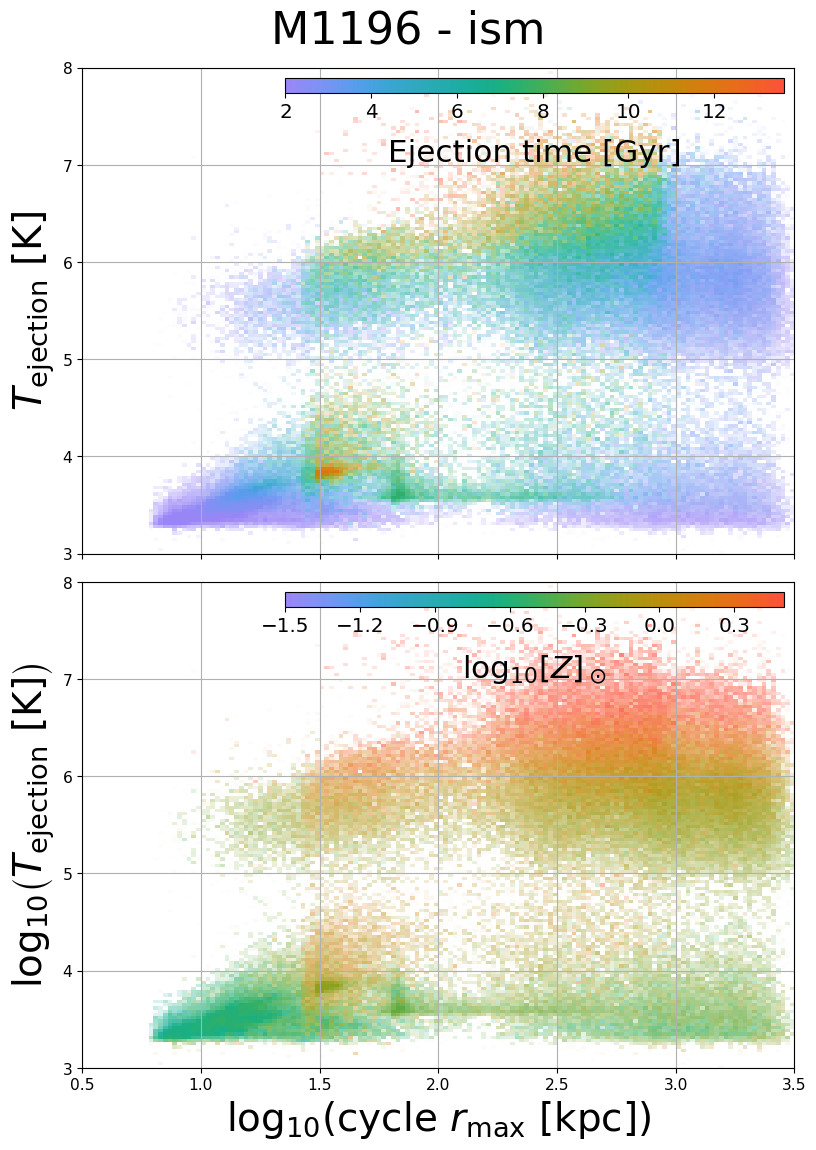 M1196 - ism
8
2 4 6 8 10 12
Ejection time [Gyr]
7
6
5
4
3
T_ejection [K]
8
−1.5 −1.2 −0.9 −0.6 −0.3 0.0 0.3
log₁₀[Z]⊙
7
6
5
4
3
log₁₀(T_ejection [K])
0.5 1.0 1.5 2.0 2.5 3.0 3.5
log₁₀(cycle r_max [kpc])